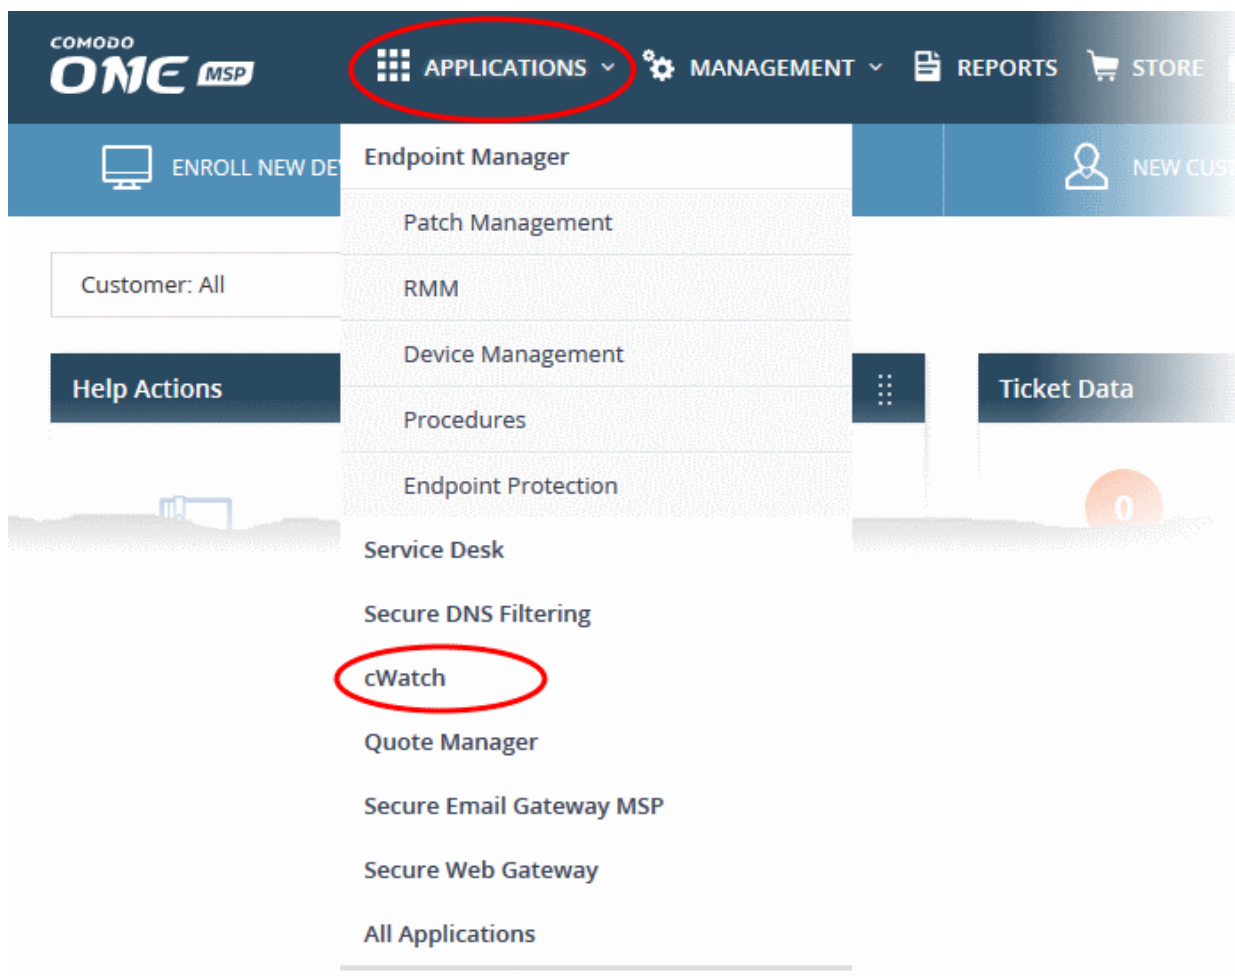 COMODO
ONE MSP
APPLICATIONS
MANAGEMENT
REPORTS
STORE
ENROLL NEW DE
NEW CUST
Customer: All
Help Actions
Ticket Data
0
Endpoint Manager
Patch Management
RMM
Device Management
Procedures
Endpoint Protection
Service Desk
Secure DNS Filtering
cWatch
Quote Manager
Secure Email Gateway MSP
Secure Web Gateway
All Applications